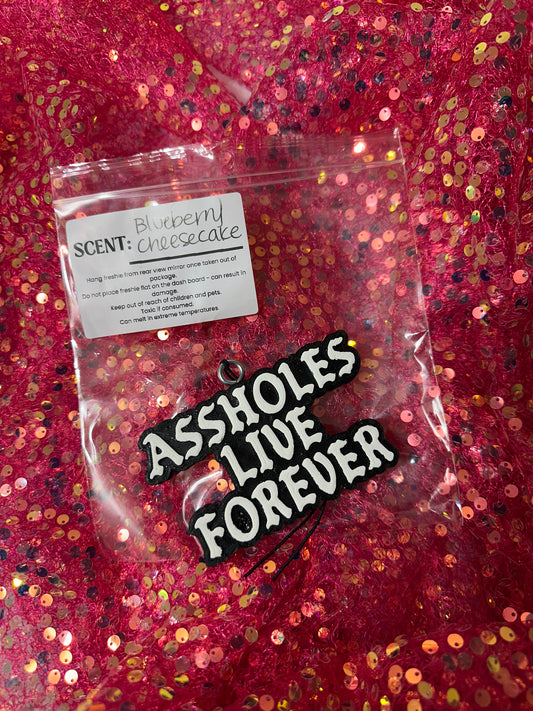 SCENT: Blueberry
Cheesecake
Hang freshie from rear view mirror once taken out of
package.
Do not place freshie flat on the dash board - can result in
damage.
Keep out of reach of children and pets.
Toxic if consumed.
Can melt in extreme temperatures.
ASSHOLES
LIVE
FOREVER